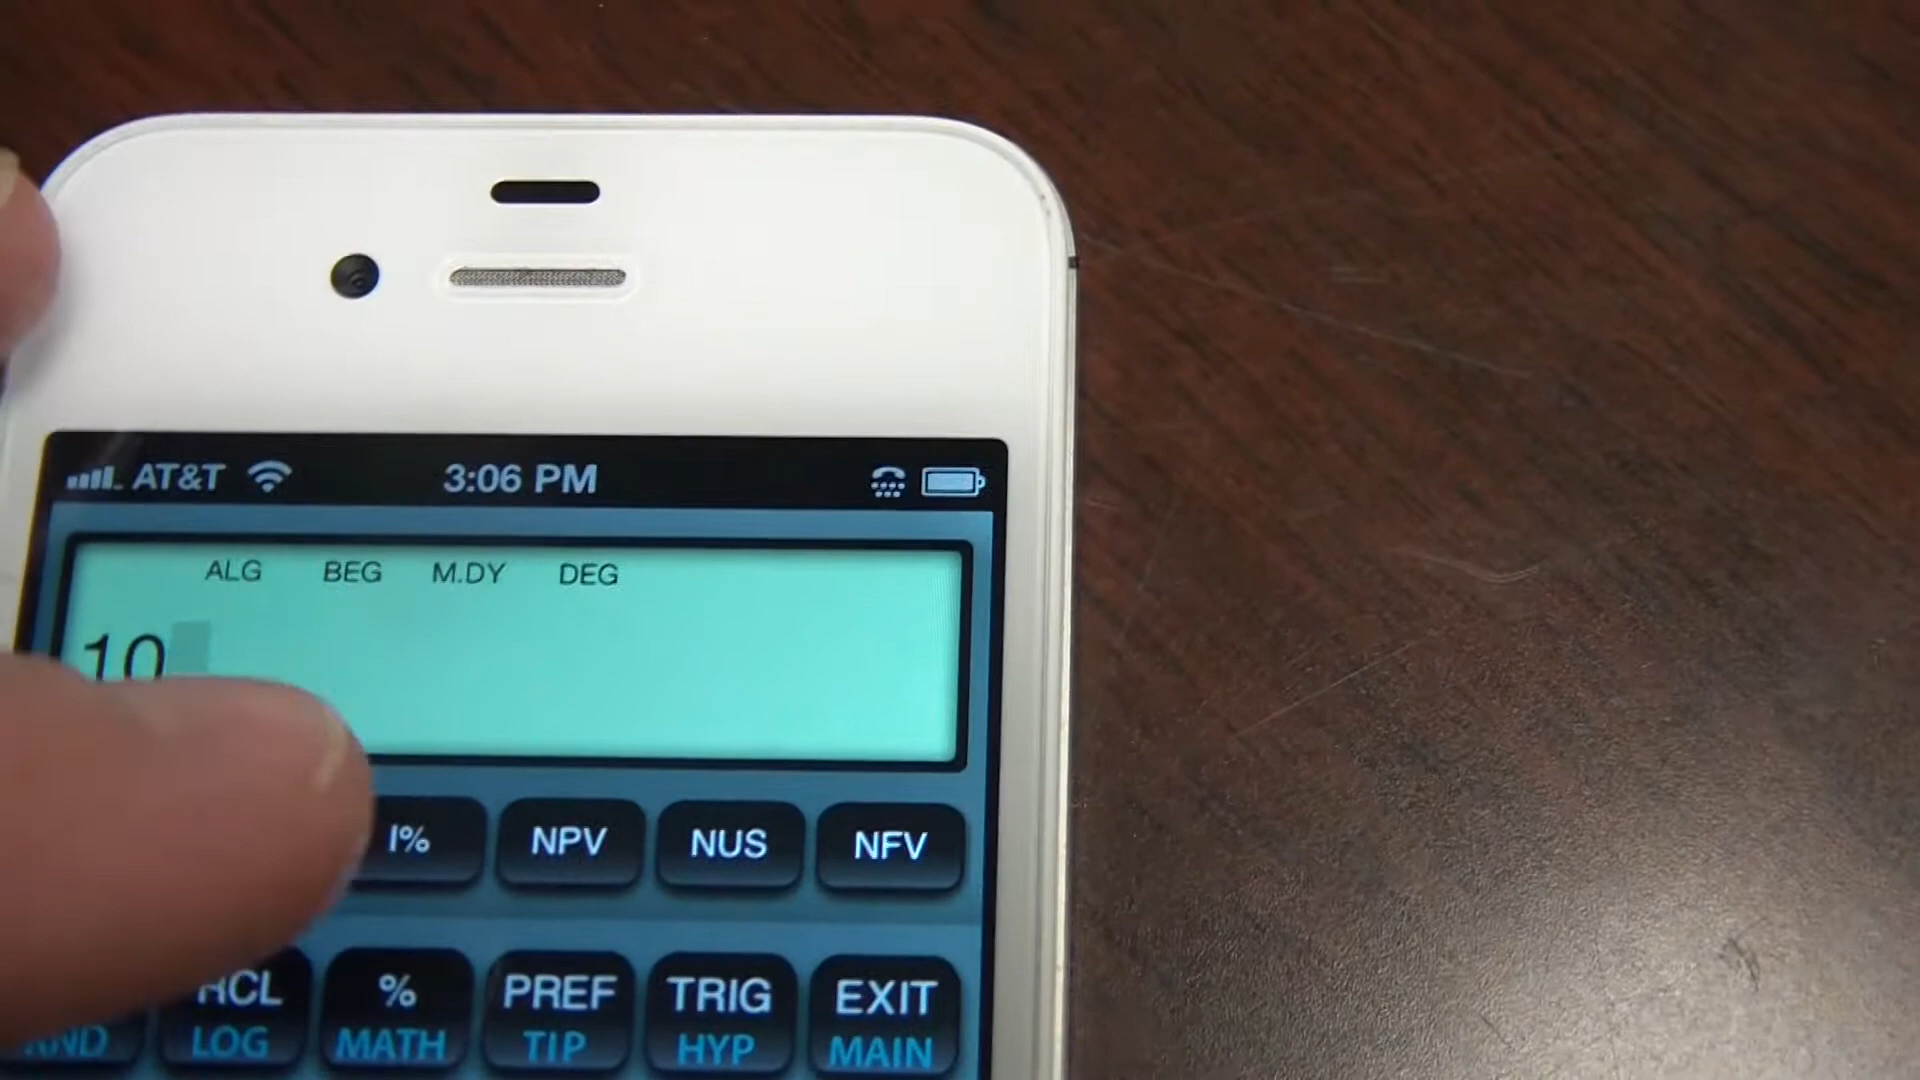 AT&T 3:06 PM
ALG BEG M.DY DEG
10
I% NPV NUS NFV
RCL % PREF TRIG EXIT
RND LOG MATH TIP HYP MAIN